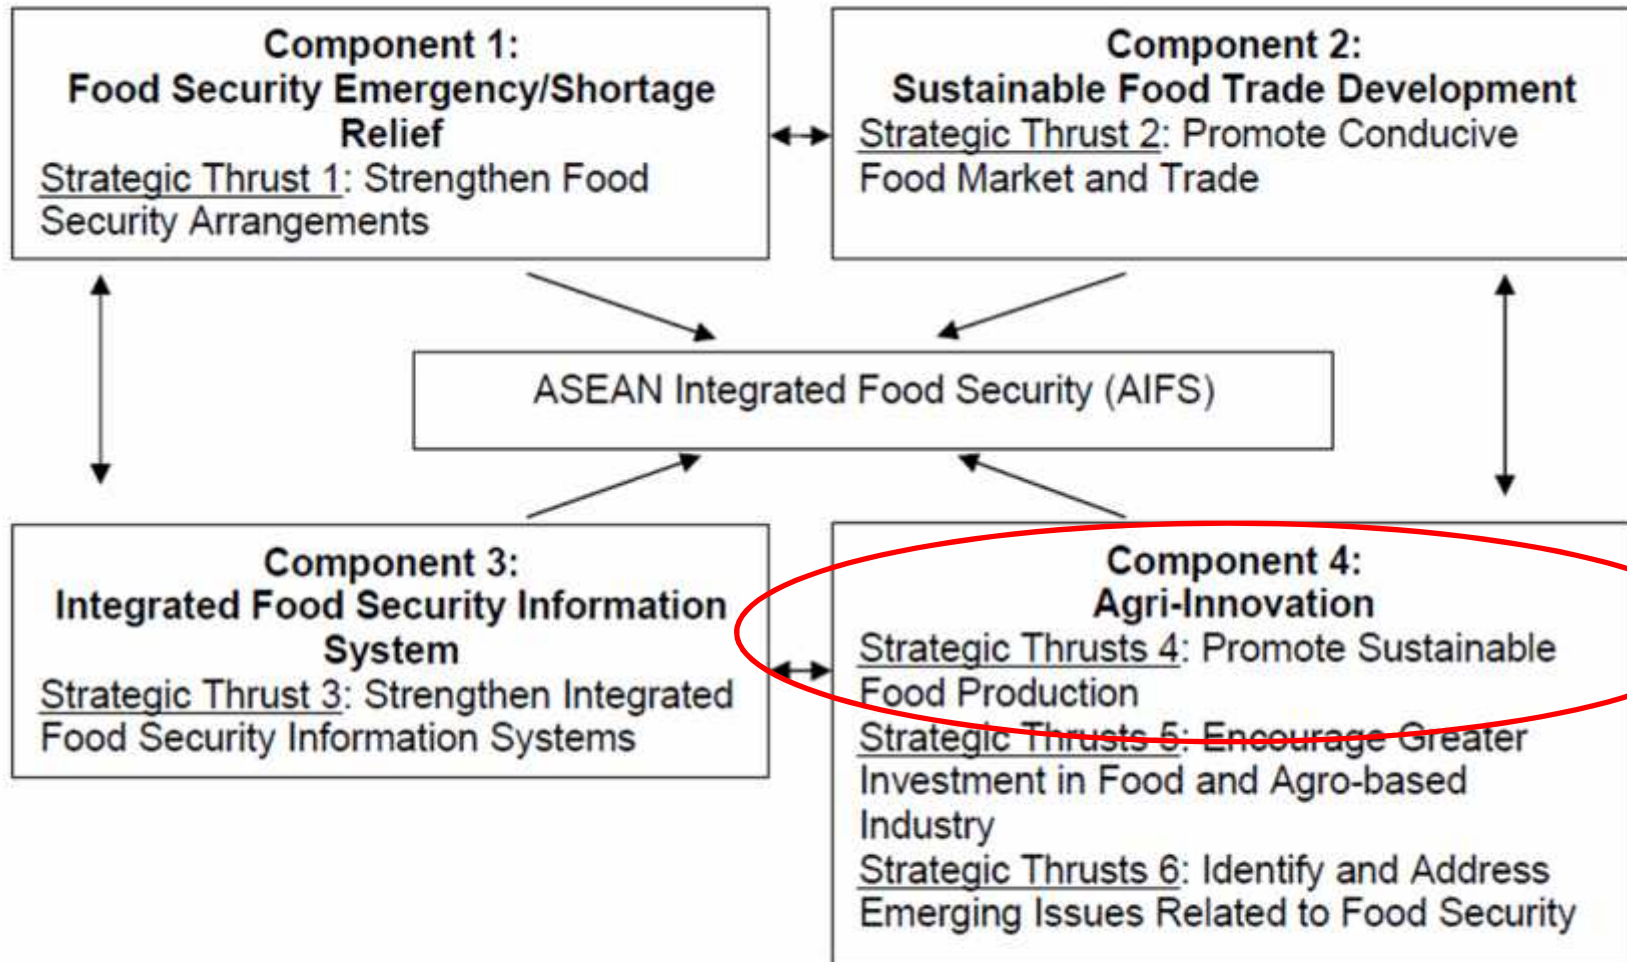 Component 1:
Food Security Emergency/Shortage
Relief
Strategic Thrust 1: Strengthen Food
Security Arrangements
Component 2:
Sustainable Food Trade Development
Strategic Thrust 2: Promote Conducive
Food Market and Trade
ASEAN Integrated Food Security (AIFS)
Component 3:
Integrated Food Security Information
System
Strategic Thrust 3: Strengthen Integrated
Food Security Information Systems
Component 4:
Agri-Innovation
Strategic Thrusts 4: Promote Sustainable
Food Production
Strategic Thrusts 5: Encourage Greater
Investment in Food and Agro-based
Industry
Strategic Thrusts 6: Identify and Address
Emerging Issues Related to Food Security